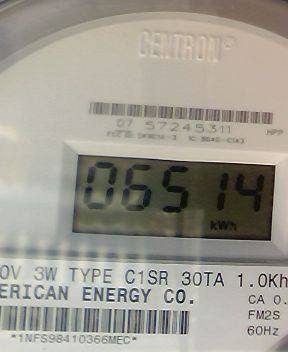 CENTRON®
07 57245311
HPP
06514
kWh
0V 3W TYPE C1SR 30TA 1.0Kh
ERICAN ENERGY CO.
CA 0.
FM2S
60Hz
*1NFS98410366MEC*